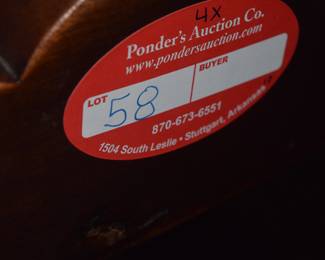 4x
Ponder's Auction Co.
www.pondersauction.com
LOT
BUYER
58
870-673-6551
1504 South Leslie • Stuttgart, Arkansas